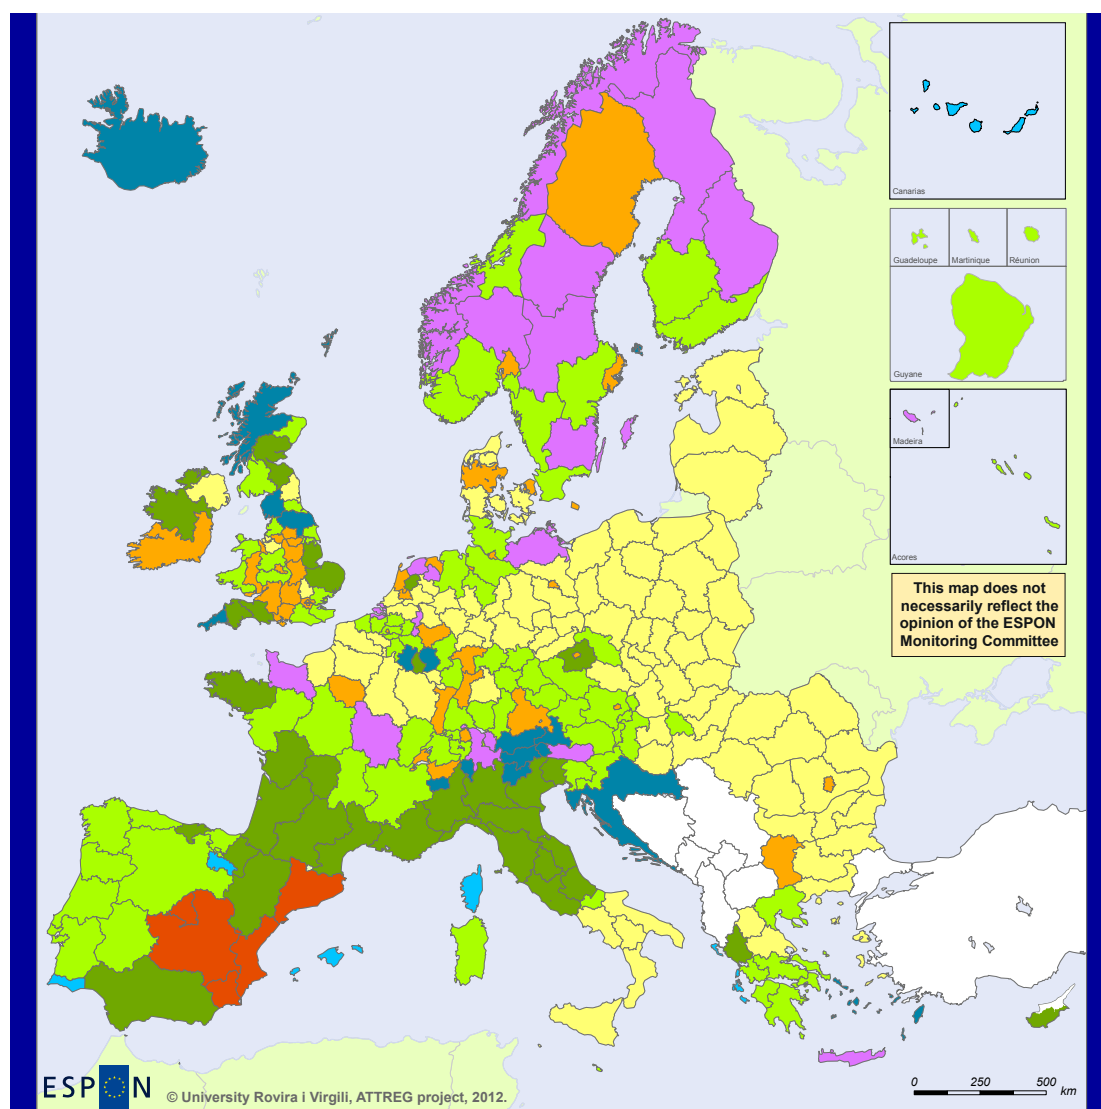 Canarias
Guadeloupe
Martinique
Réunion
Guyane
Madeira
Acores
This map does not
necessarily reflect the
opinion of the ESPON
Monitoring Committee
ESPON
© University Rovira i Virgili, ATTREG project, 2012.
0 250 500 km